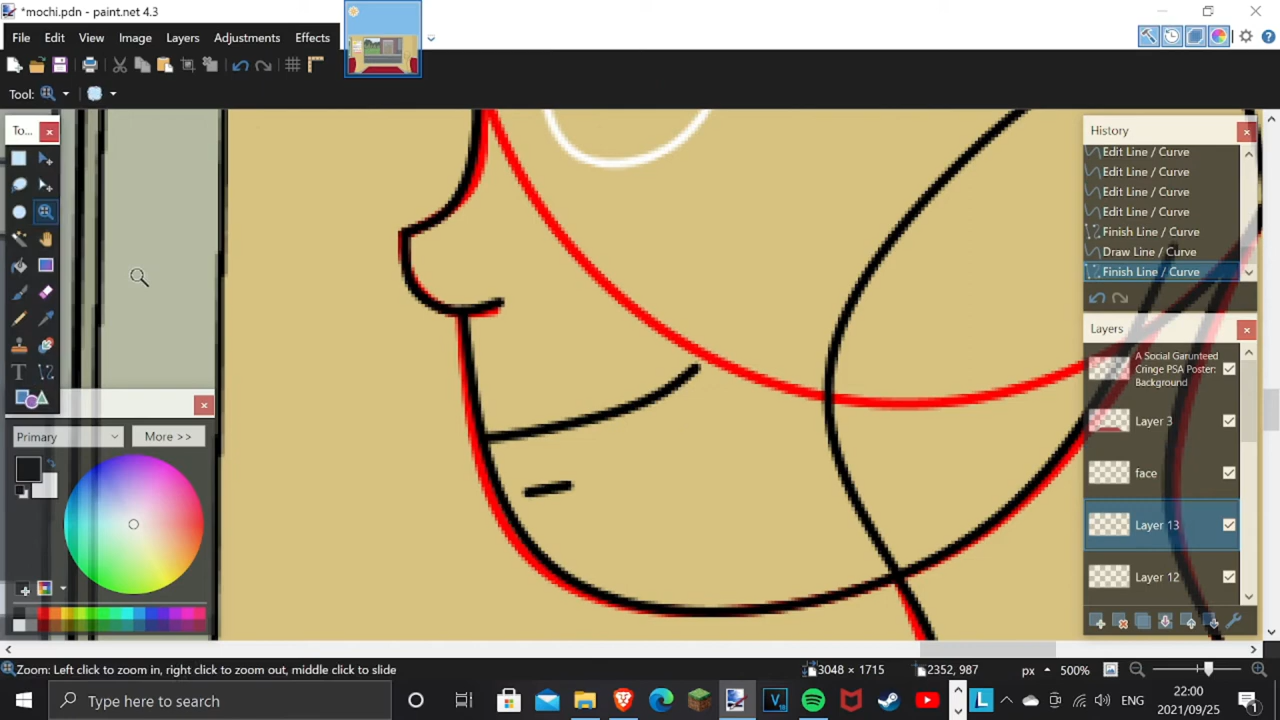 *mochi.pdn - paint.net 4.3
File Edit View Image Layers Adjustments Effects
Tool:
To...
History
Edit Line / Curve
Edit Line / Curve
Edit Line / Curve
Edit Line / Curve
Finish Line / Curve
Draw Line / Curve
Finish Line / Curve
Layers
A Social Garunteed
Cringe PSA Poster:
Background
Layer 3
face
Layer 13
Layer 12
Primary
More >>
Zoom: Left click to zoom in, right click to zoom out, middle click to slide
3048 × 1715
2352, 987
px
500%
Type here to search
ENG
22:00
2021/09/25